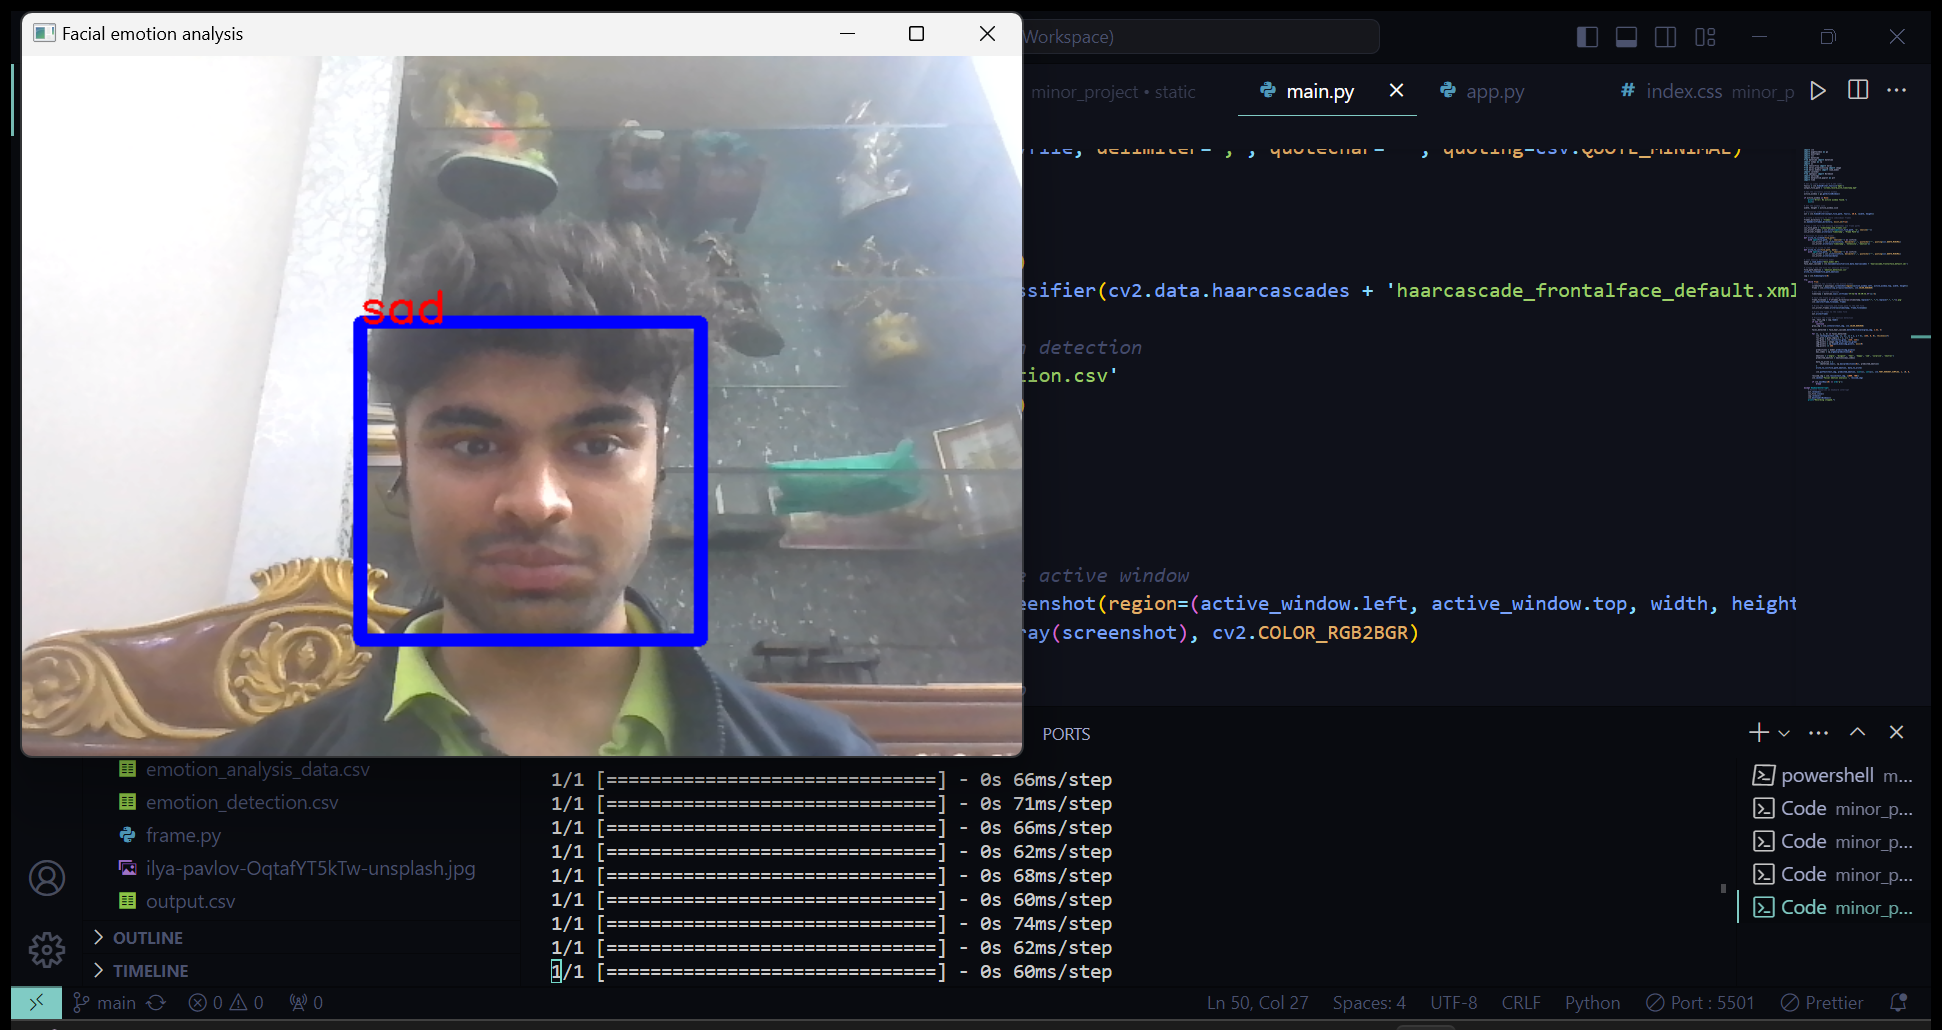 Facial emotion analysis
Workspace)
minor_project • static
main.py
app.py
# index.css minor_p
file, delimiter=',', quotechar='"', quoting=csv.QUOTE_MINIMAL)
sad
ssifier(cv2.data.haarcascades + 'haarcascade_frontalface_default.xml
detection
tion.csv'
active window
eenshot(region=(active_window.left, active_window.top, width, height
ray(screenshot), cv2.COLOR_RGB2BGR)
PORTS
emotion_analysis_data.csv
emotion_detection.csv
frame.py
ilya-pavlov-OqtafYT5kTw-unsplash.jpg
output.csv
OUTLINE
TIMELINE
1/1 [==============================] - 0s 66ms/step
1/1 [==============================] - 0s 71ms/step
1/1 [==============================] - 0s 66ms/step
1/1 [==============================] - 0s 62ms/step
1/1 [==============================] - 0s 68ms/step
1/1 [==============================] - 0s 60ms/step
1/1 [==============================] - 0s 74ms/step
1/1 [==============================] - 0s 62ms/step
1/1 [==============================] - 0s 60ms/step
powershell m...
Code minor_p...
Code minor_p...
Code minor_p...
Code minor_p...
main
0 0
0
Ln 50, Col 27
Spaces: 4
UTF-8
CRLF
Python
Port : 5501
Prettier